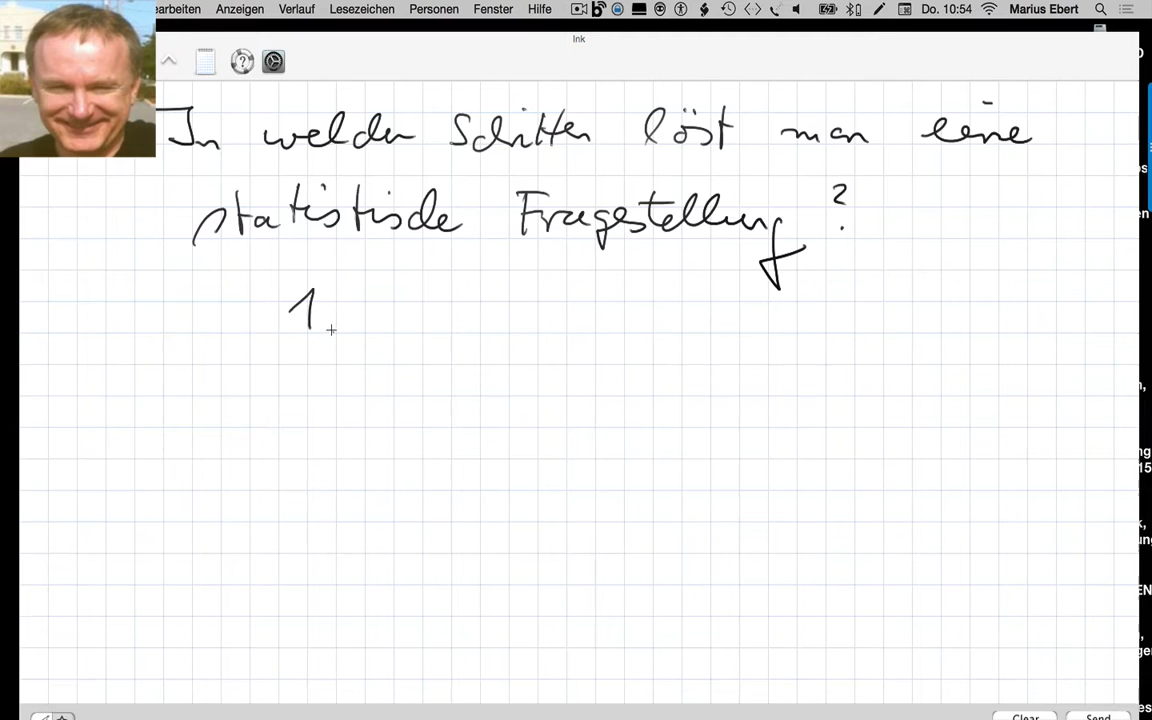 earbeiten Anzeigen Verlauf Lesezeichen Personen Fenster Hilfe Do. 10:54 Marius Ebert
Ink
In welchen Schritten löst man eine
statistische Fragestellung?
1.
Clear Send